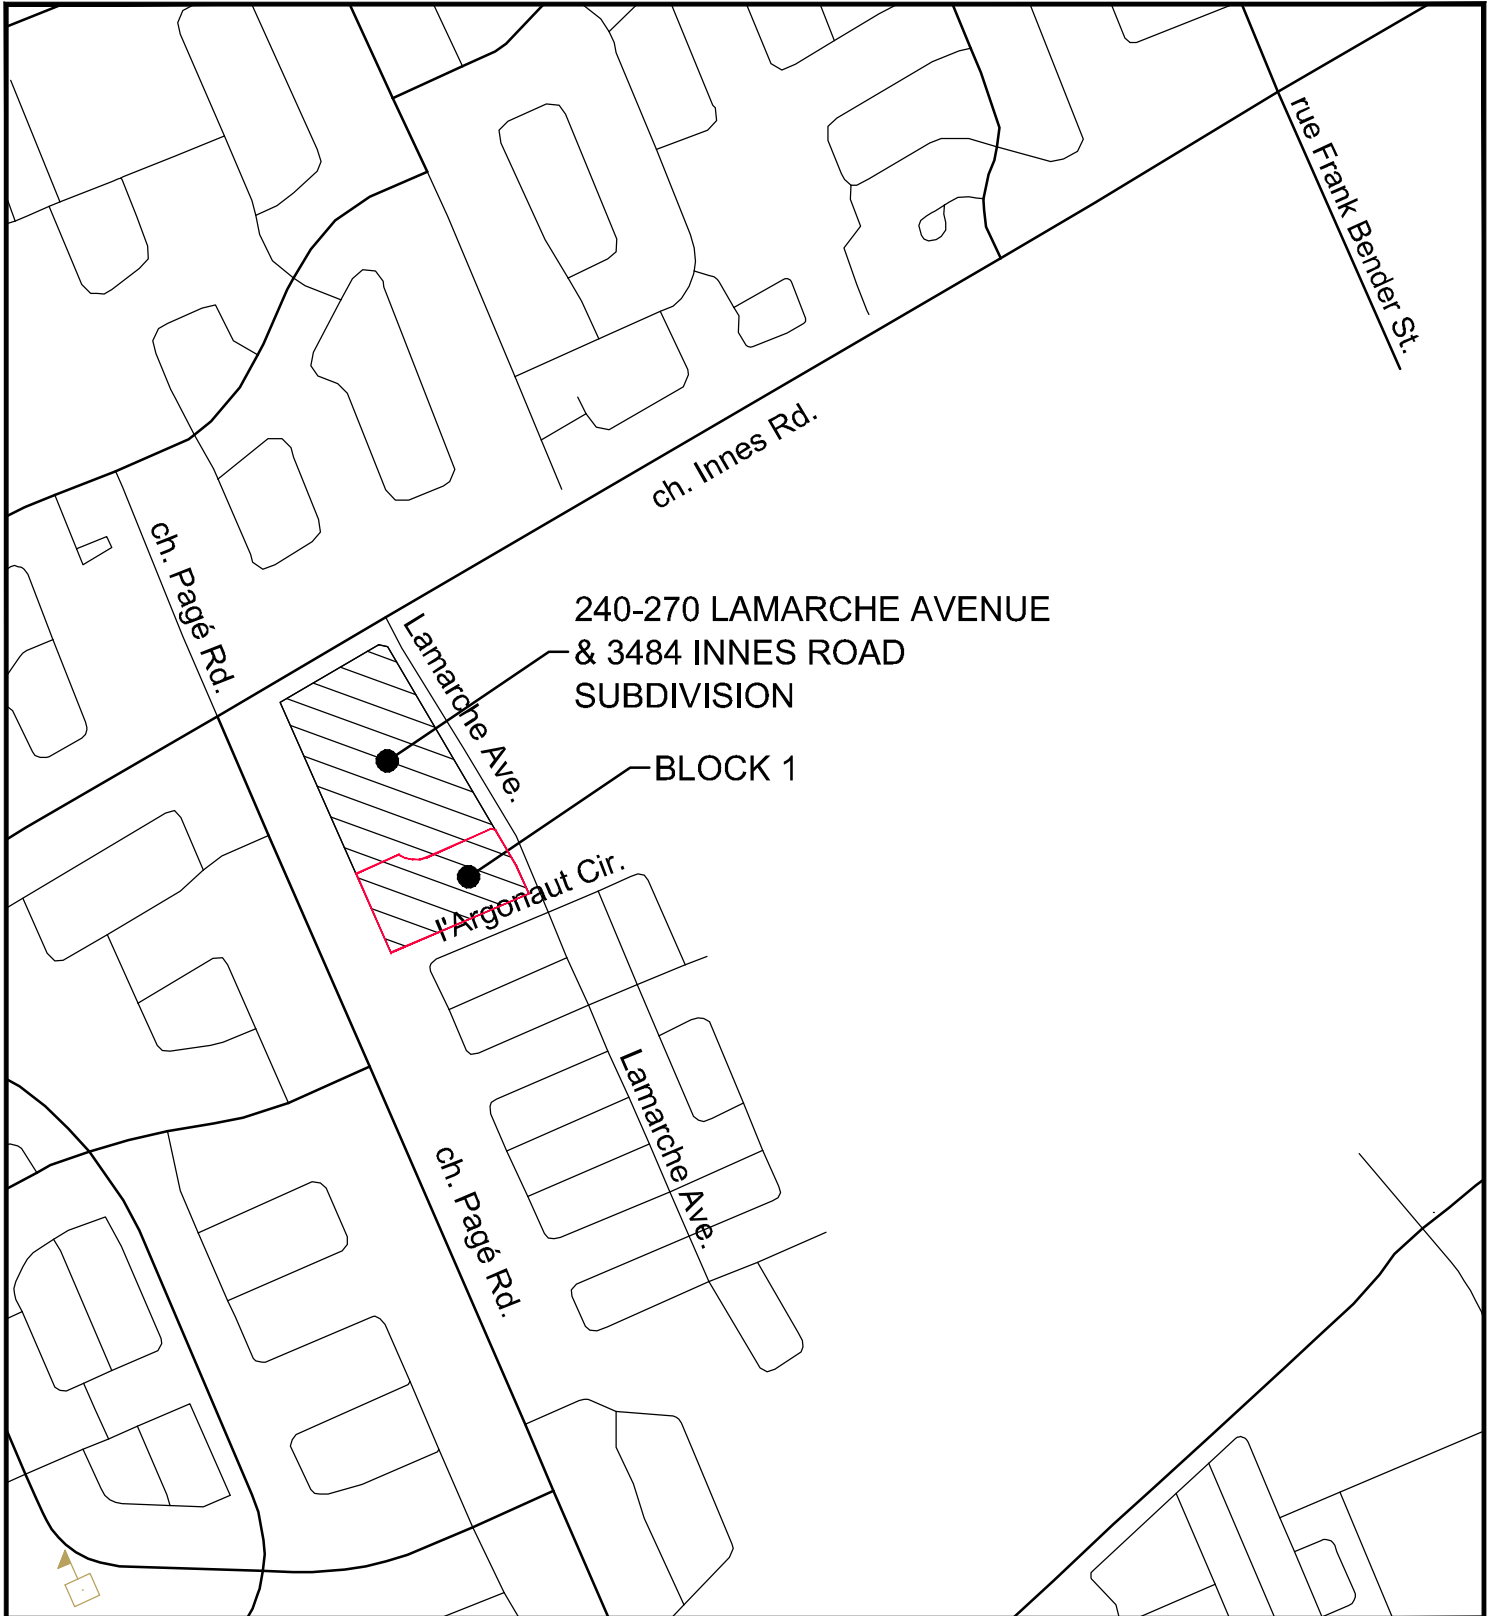 rue Frank Bender St.
ch. Innes Rd.
ch. Pagé Rd.
240-270 LAMARCHE AVENUE
& 3484 INNES ROAD
SUBDIVISION
Lamarche Ave.
BLOCK 1
l'Argonaut Cir.
Lamarche Ave.
ch. Pagé Rd.